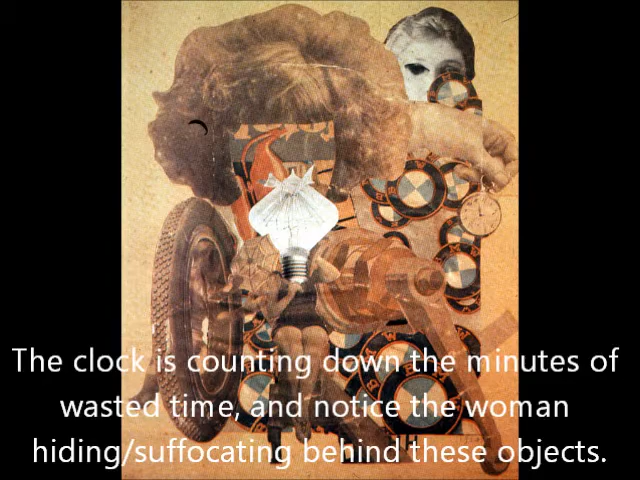 The clock is counting down the minutes of
wasted time, and notice the woman
hiding/suffocating behind these objects.